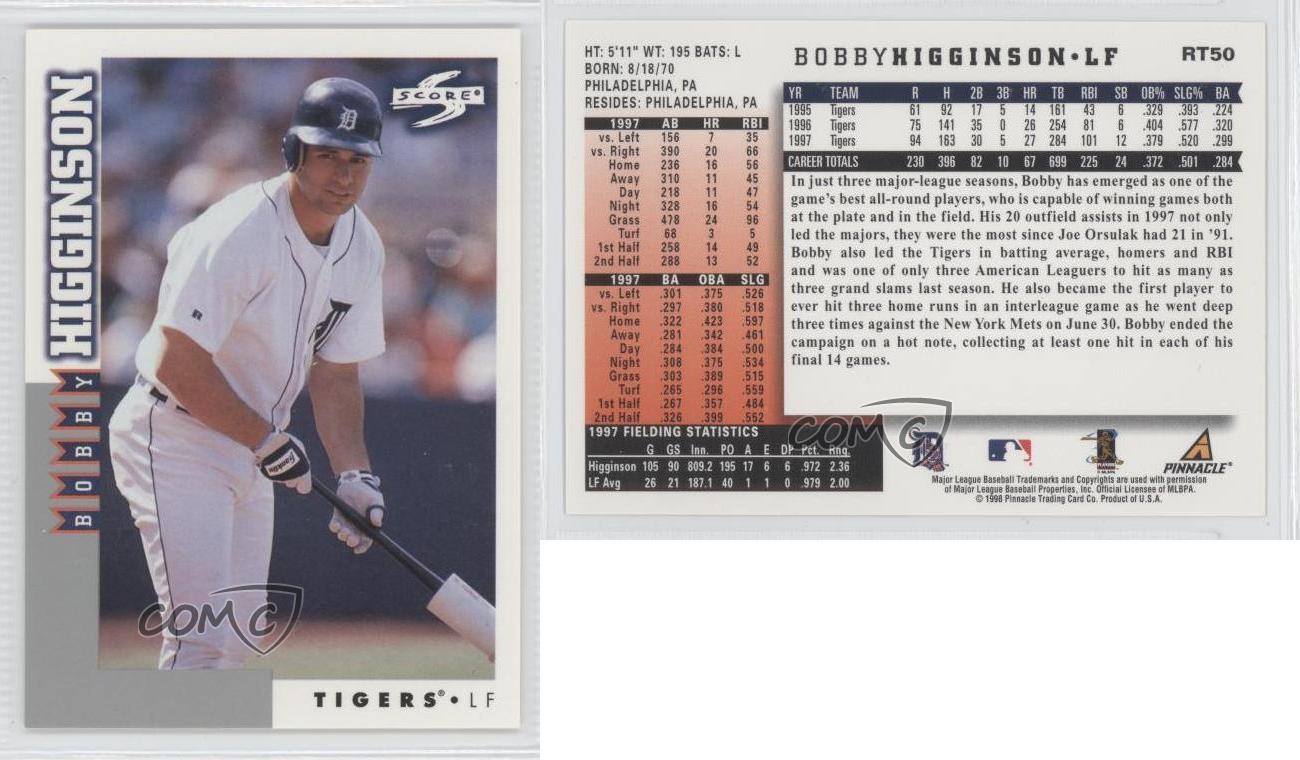 HIGGINSON
BOBBY
SCORE
D
R
franklin
TIGERS®•LF
COMC
HT: 5'11" WT: 195 BATS: L
BORN: 8/18/70
PHILADELPHIA, PA
RESIDES: PHILADELPHIA, PA
BOBBYHIGGINSON•LF
RT50
1997 AB HR RBI
vs. Left 156 7 35
vs. Right 390 20 66
Home 236 16 56
Away 310 11 45
Day 218 11 47
Night 328 16 54
Grass 478 24 96
Turf 68 3 5
1st Half 258 14 49
2nd Half 288 13 52
1997 BA OBA SLG
vs. Left .301 .375 .526
vs. Right .297 .380 .518
Home .322 .423 .597
Away .281 .342 .461
Day .284 .384 .500
Night .308 .375 .534
Grass .303 .389 .515
Turf .265 .296 .559
1st Half .267 .357 .484
2nd Half .326 .399 .552
1997 FIELDING STATISTICS
G GS Inn. PO A E DP Pct. Rng.
Higginson 105 90 809.2 195 17 6 6 .972 2.36
LF Avg 26 21 187.1 40 1 1 0 .979 2.00
YR TEAM R H 2B 3B HR TB RBI SB OB% SLG% BA
1995 Tigers 61 92 17 5 14 161 43 6 .329 .393 .224
1996 Tigers 75 141 35 0 26 254 81 6 .404 .577 .320
1997 Tigers 94 163 30 5 27 284 101 12 .379 .520 .299
CAREER TOTALS 230 396 82 10 67 699 225 24 .372 .501 .284
In just three major-league seasons, Bobby has emerged as one of the
game's best all-round players, who is capable of winning games both
at the plate and in the field. His 20 outfield assists in 1997 not only
led the majors, they were the most since Joe Orsulak had 21 in '91.
Bobby also led the Tigers in batting average, homers and RBI
and was one of only three American Leaguers to hit as many as
three grand slams last season. He also became the first player to
ever hit three home runs in an interleague game as he went deep
three times against the New York Mets on June 30. Bobby ended the
campaign on a hot note, collecting at least one hit in each of his
final 14 games.
COMC
PINNACLE®
Major League Baseball Trademarks and Copyrights are used with permission
of Major League Baseball Properties, Inc. Official Licensee of MLBPA.
© 1998 Pinnacle Trading Card Co. Product of U.S.A.